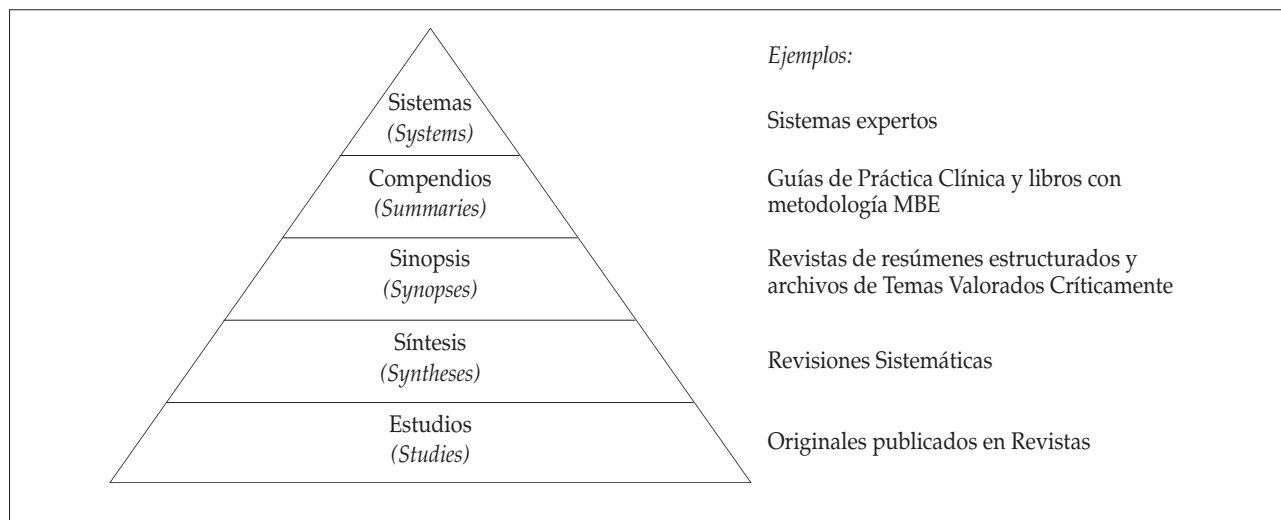 Ejemplos:
Sistemas
(Systems)
Sistemas expertos
Compendios
(Summaries)
Guías de Práctica Clínica y libros con
metodología MBE
Sinopsis
(Synopses)
Revistas de resúmenes estructurados y
archivos de Temas Valorados Críticamente
Síntesis
(Syntheses)
Revisiones Sistemáticas
Estudios
(Studies)
Originales publicados en Revistas